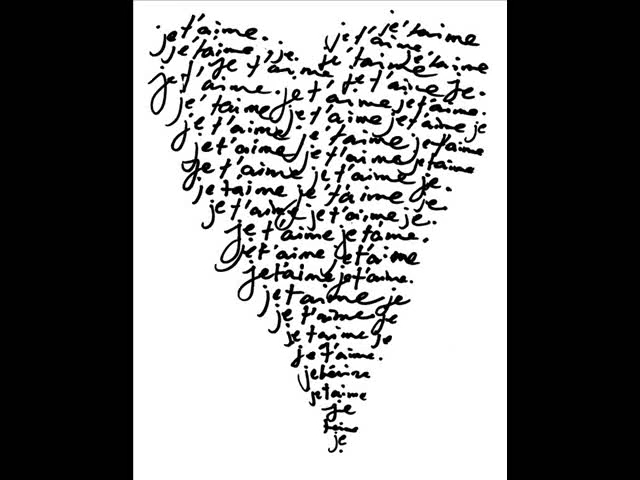 je t'aime. je t'aime
je t'aime, je. je t'aime je t'aime
je t' je t'aime je t'aime je.
t'aime. je t'aime je t'aime.
je t'aime je t'aime je t'aime je
je t'aime. je t'aime je t'aime
je t'aime je t'aime je t'aime
je t'aime je t'aime je.
je t'aime je t'aime je.
je t'aime je t'aime je.
je t'aime je t'aime.
je t'aime je t'aime
je t'aime je t'aime.
je t'aime je
je t'aime je
je t'aime je
je t'aime.
je
je t'aime
je
t'aime
je.